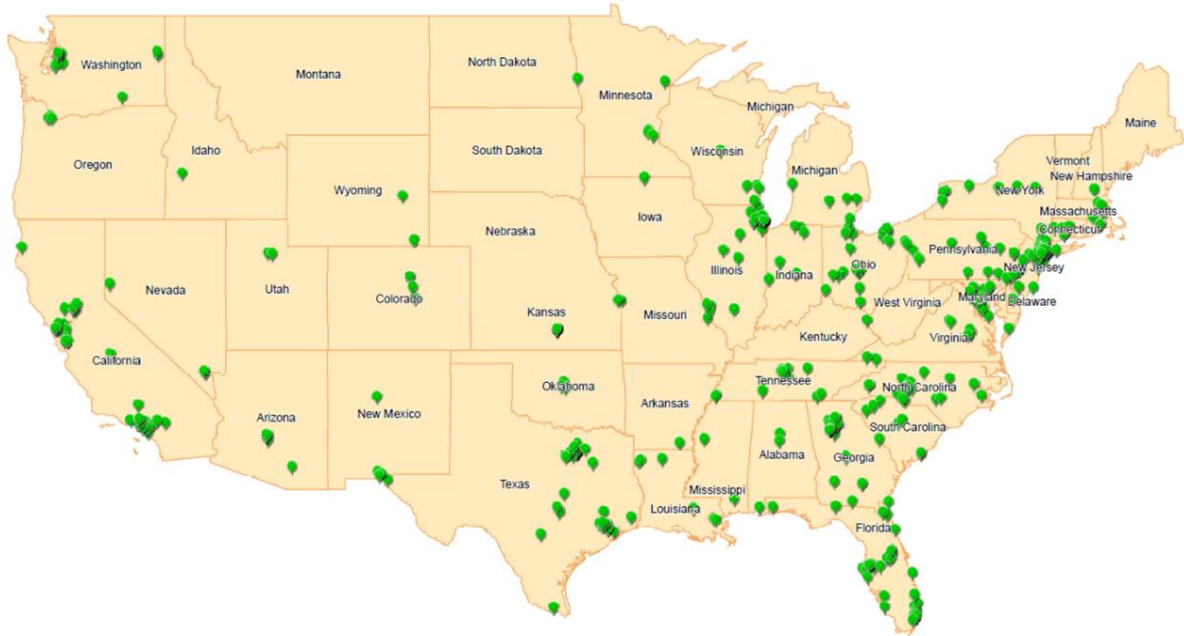 Washington
Montana
North Dakota
Minnesota
Michigan
Maine
Oregon
Idaho
South Dakota
Wisconsin
Michigan
Vermont
New Hampshire
Wyoming
New York
Massachusetts
Connecticut
Iowa
Nebraska
Pennsylvania
New Jersey
Nevada
Utah
Colorado
Illinois
Indiana
Ohio
Maryland
Delaware
West Virginia
Kansas
Missouri
Kentucky
Virginia
California
Oklahoma
Tennessee
North Carolina
Arizona
New Mexico
Arkansas
South Carolina
Texas
Alabama
Georgia
Mississippi
Louisiana
Florida